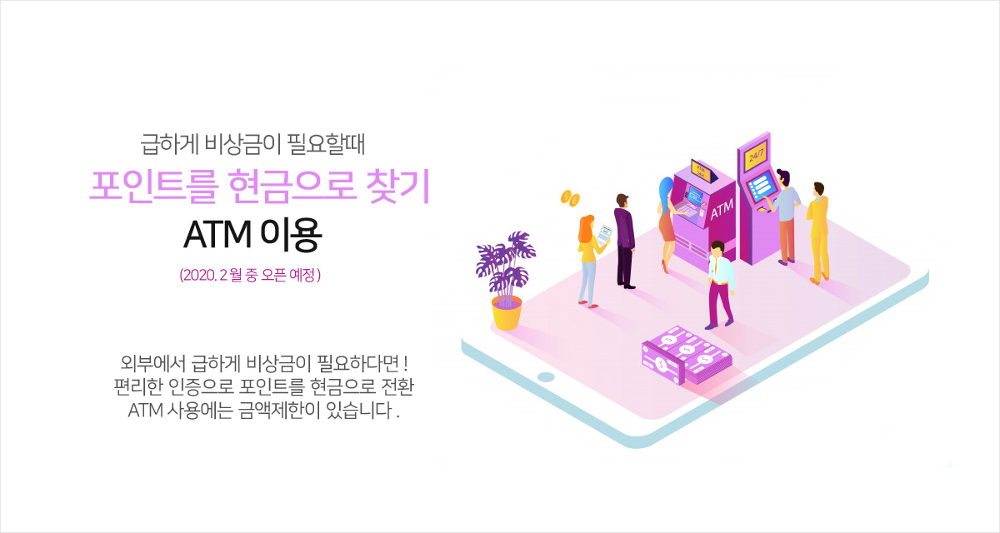 급하게 비상금이 필요할때
포인트를 현금으로 찾기
ATM 이용
(2020. 2 월 중 오픈 예정 )
외부에서 급하게 비상금이 필요하다면 !
편리한 인증으로 포인트를 현금으로 전환
ATM 사용에는 금액제한이 있습니다 .
24/7
ATM